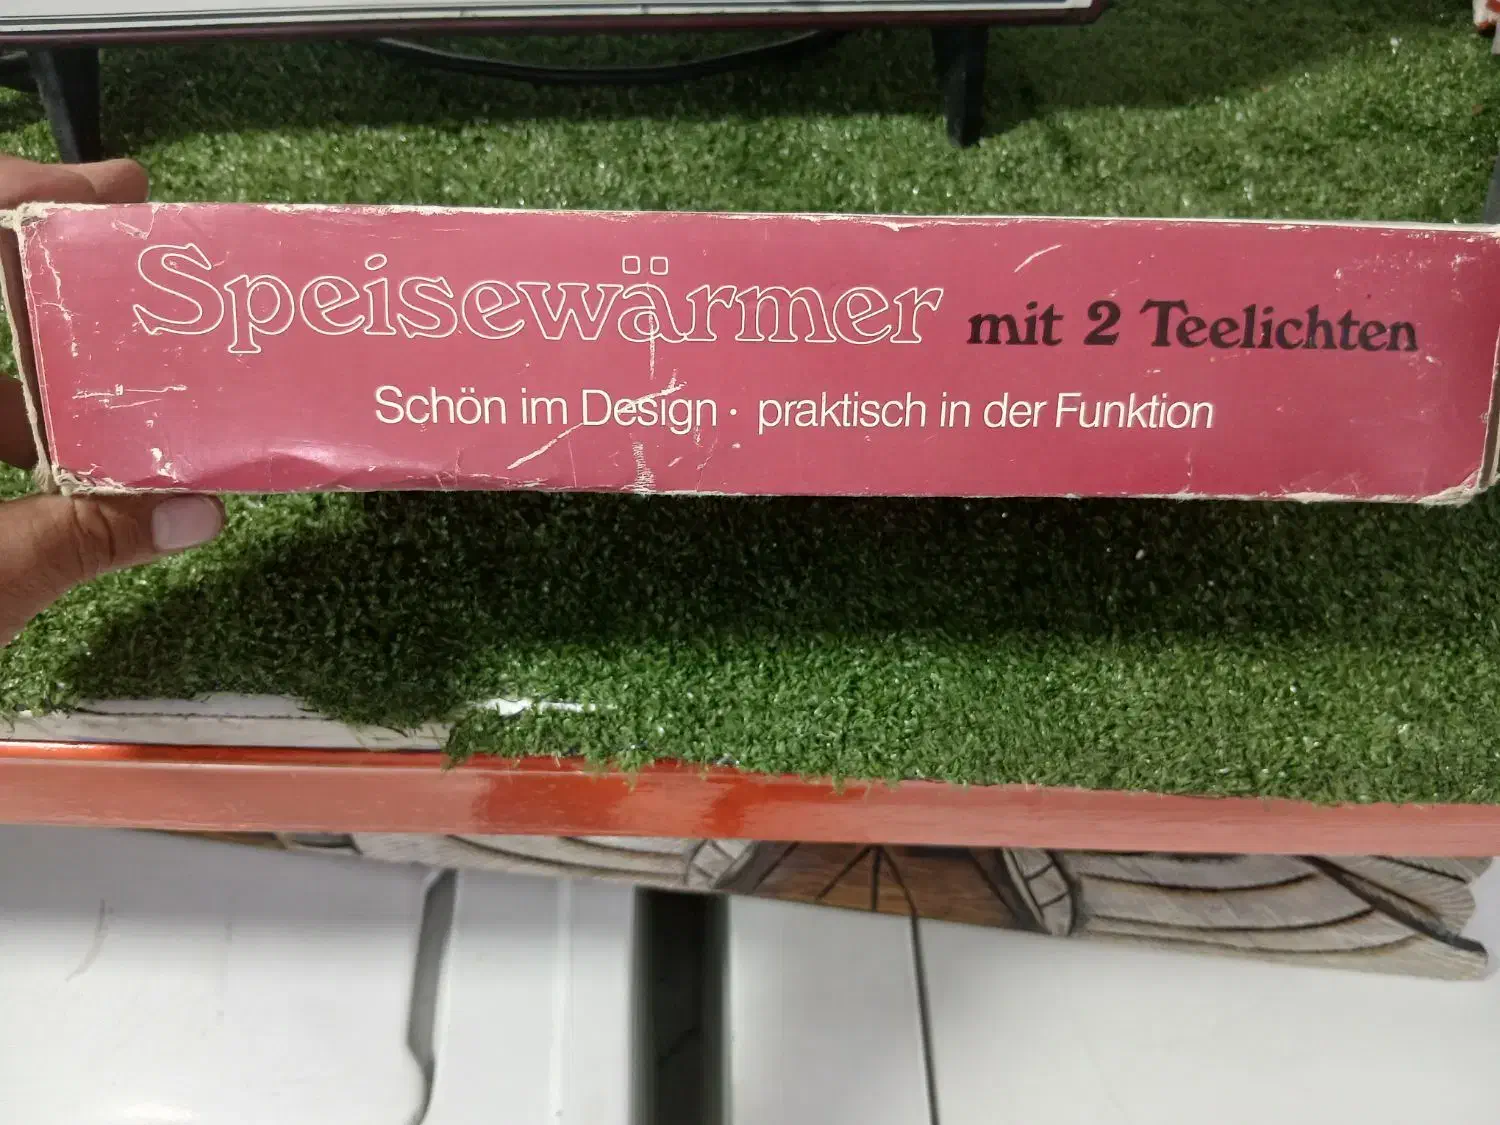 Speisewärmer mit 2 Teelichten
Schön im Design · praktisch in der Funktion